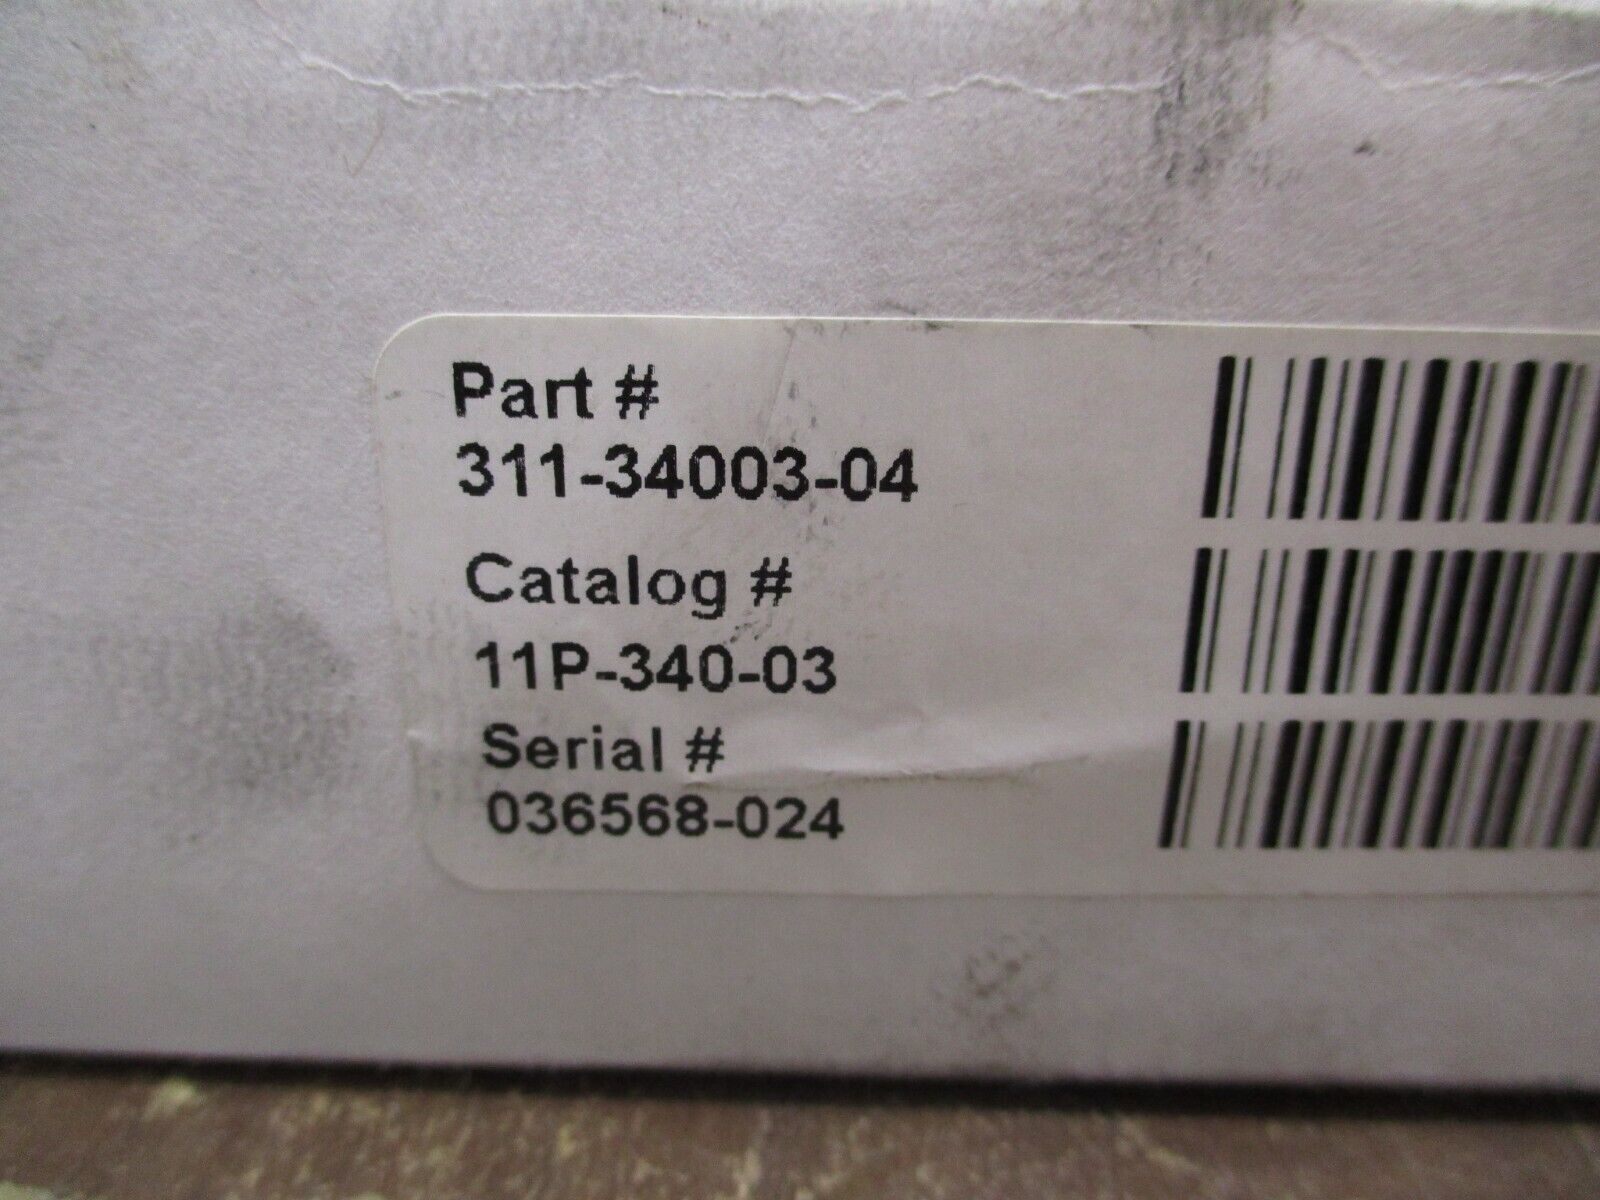 Part #
311-34003-04
Catalog #
11P-340-03
Serial #
036568-024